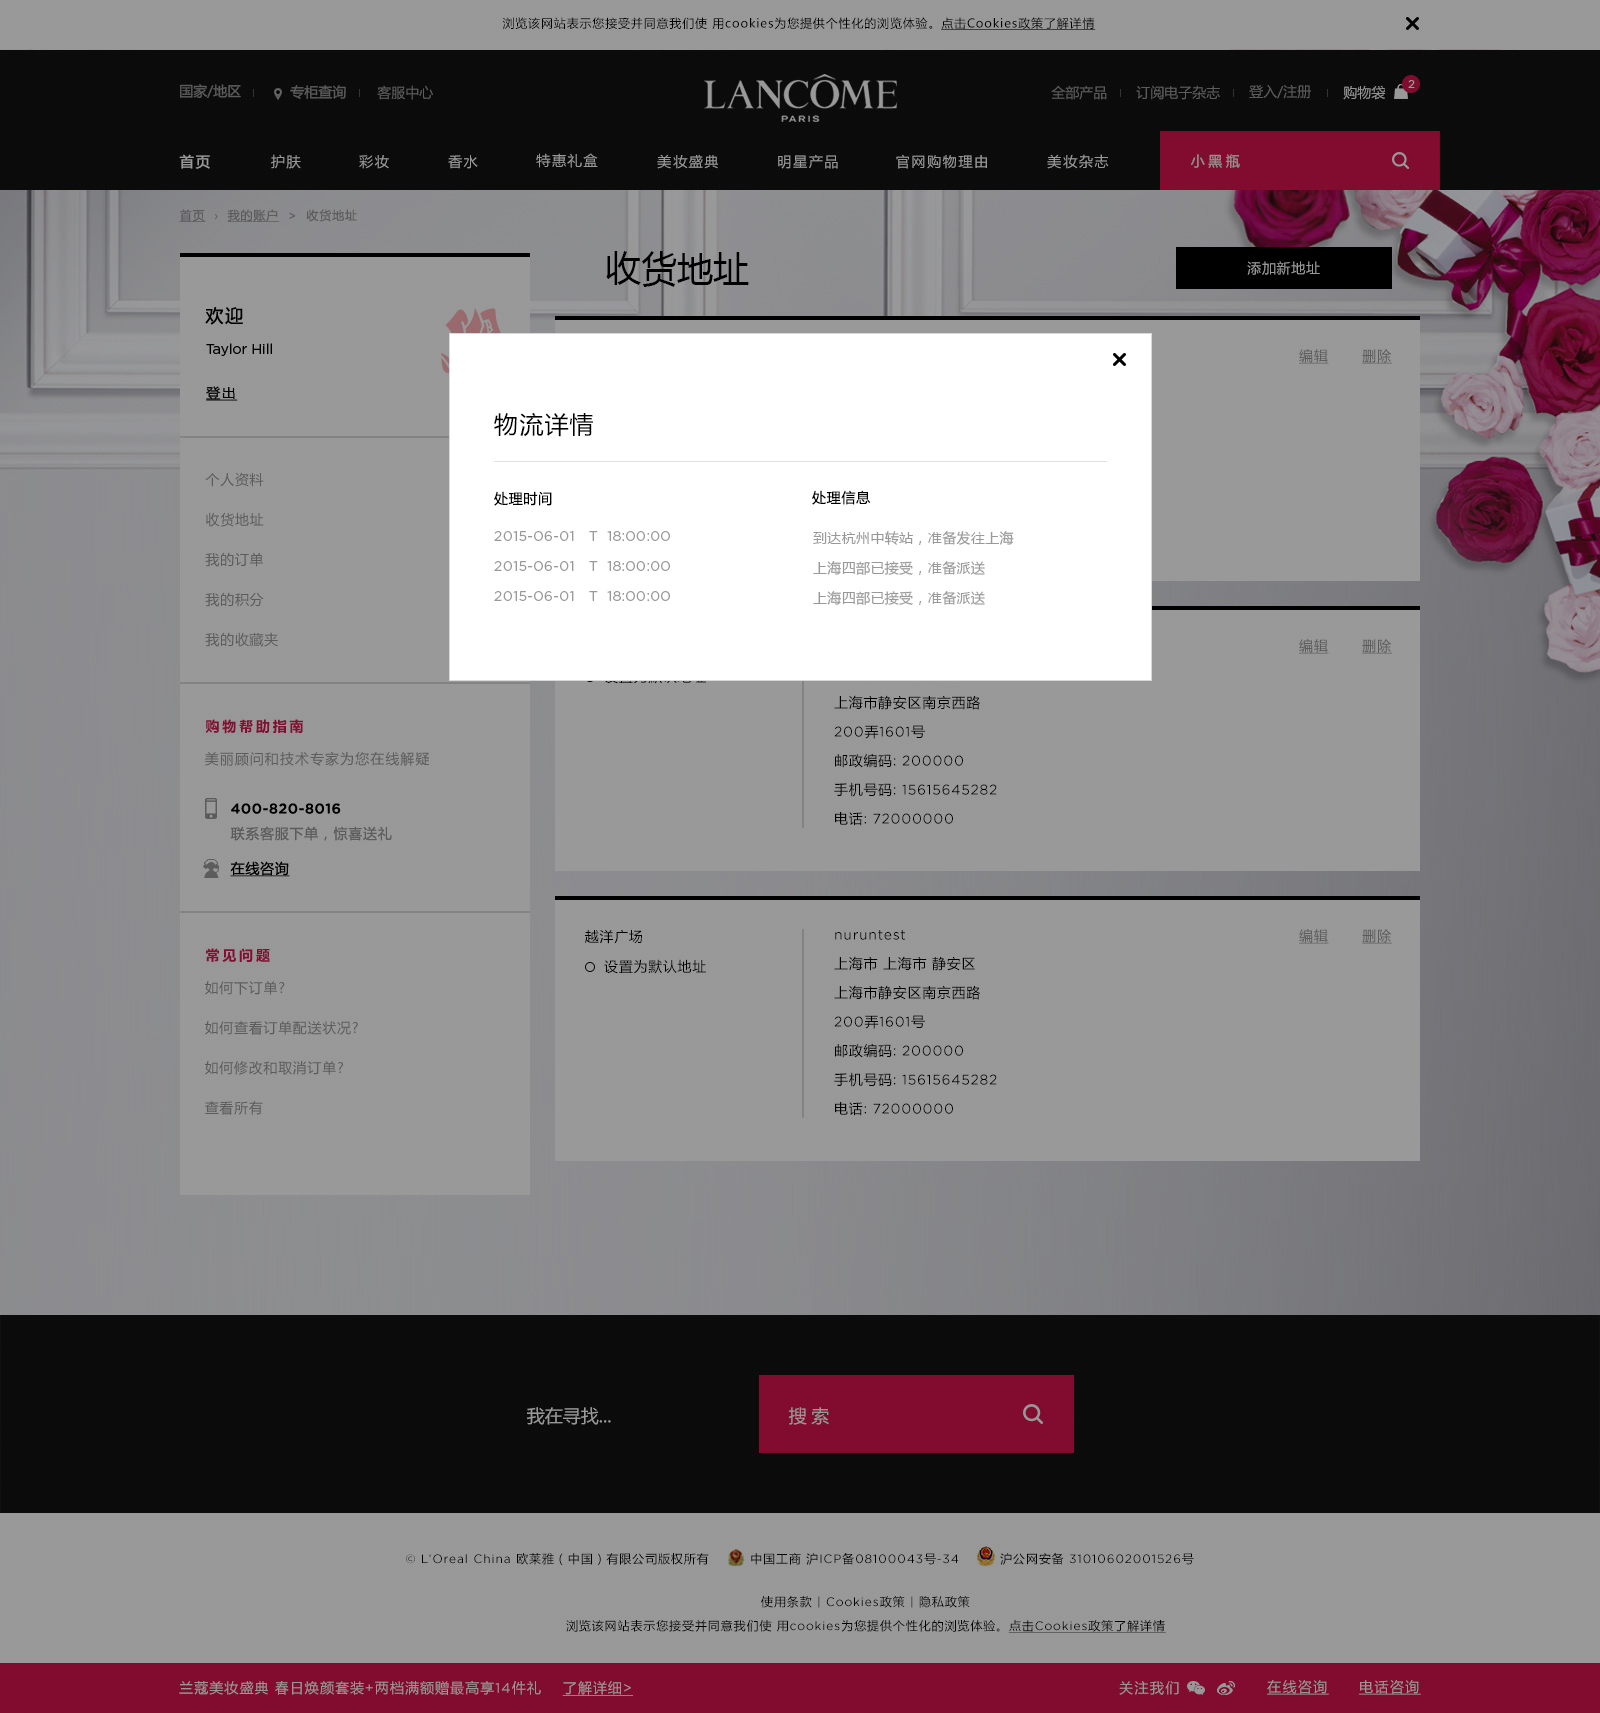 浏览该网站表示您接受并同意我们使 用cookies为您提供个性化的浏览体验。点击Cookies政策了解详情
国家/地区 专柜查询 客服中心
LANCÔME
PARIS
全部产品 订阅电子杂志 登入/注册 购物袋 2
首页 护肤 彩妆 香水 特惠礼盒 美妆盛典 明星产品 官网购物理由 美妆杂志 小黑瓶
首页 › 我的账户 > 收货地址
收货地址
添加新地址
欢迎
Taylor Hill
登出
个人资料
收货地址
我的订单
我的积分
我的收藏夹
购物帮助指南
美丽顾问和技术专家为您在线解疑
400-820-8016
联系客服下单，惊喜送礼
在线咨询
常见问题
如何下订单?
如何查看订单配送状况?
如何修改和取消订单?
查看所有
编辑 删除
物流详情
处理时间 处理信息
2015-06-01 T 18:00:00 到达杭州中转站，准备发往上海
2015-06-01 T 18:00:00 上海四部已接受，准备派送
2015-06-01 T 18:00:00 上海四部已接受，准备派送
编辑 删除
上海市静安区南京西路
200弄1601号
邮政编码: 200000
手机号码: 15615645282
电话: 72000000
越洋广场
设置为默认地址
nuruntest
上海市 上海市 静安区
上海市静安区南京西路
200弄1601号
邮政编码: 200000
手机号码: 15615645282
电话: 72000000
编辑 删除
我在寻找...
搜索
© L'Oreal China 欧莱雅（中国）有限公司版权所有 中国工商 沪ICP备08100043号-34 沪公网安备 31010602001526号
使用条款 | Cookies政策 | 隐私政策
浏览该网站表示您接受并同意我们使 用cookies为您提供个性化的浏览体验。点击Cookies政策了解详情
兰蔻美妆盛典 春日焕颜套装+两档满额赠最高享14件礼 了解详细>
关注我们 在线咨询 电话咨询